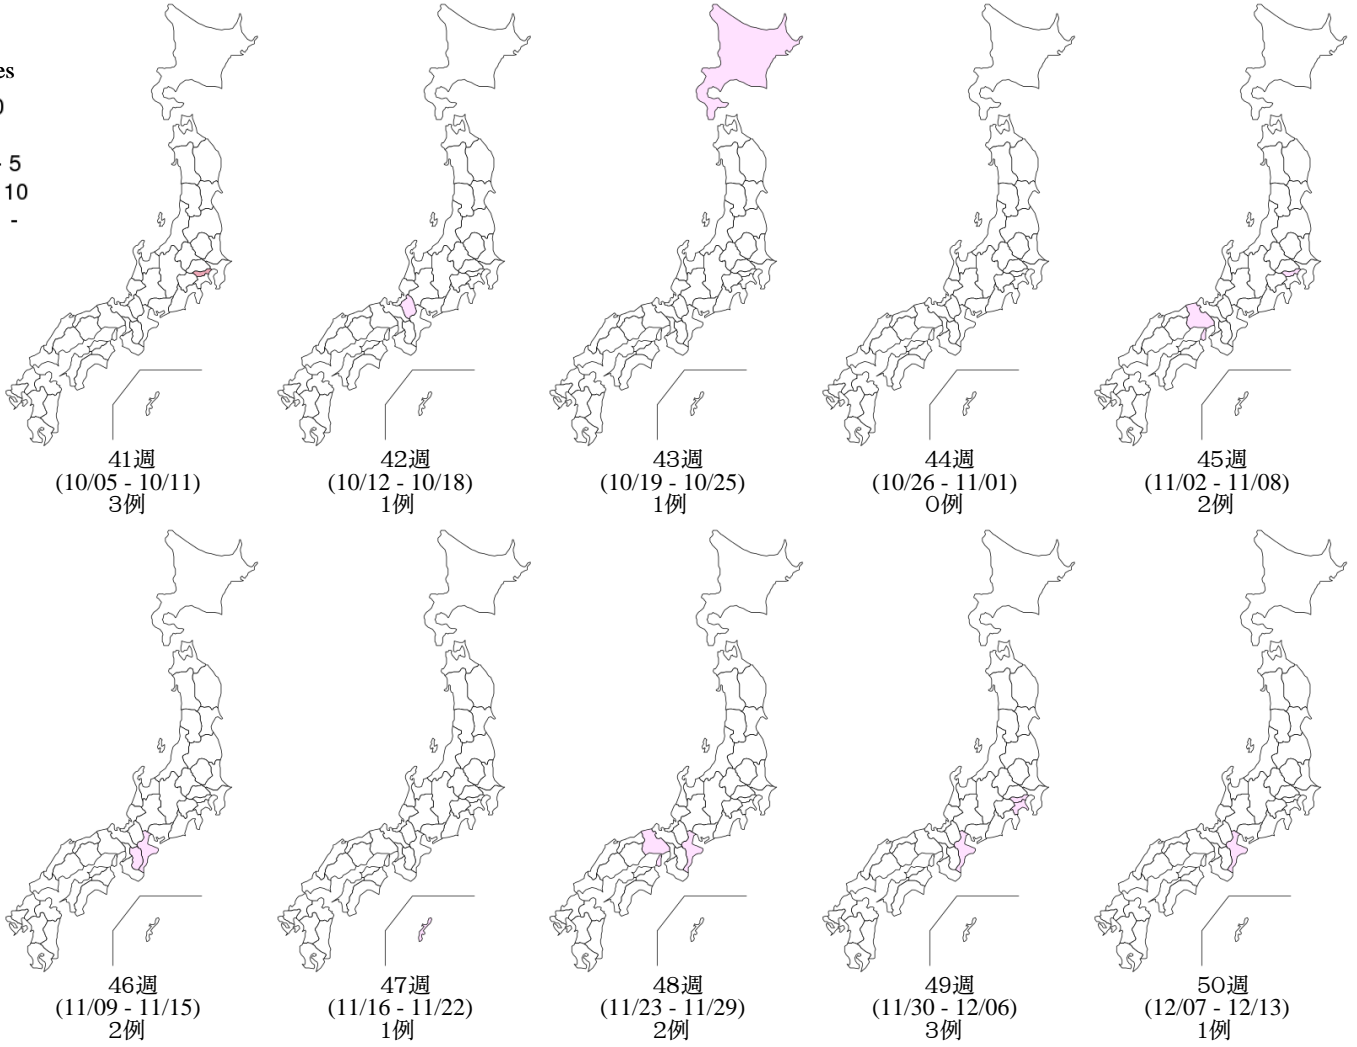 es
0
- 5
10
-
41週
(10/05 - 10/11)
3例
42週
(10/12 - 10/18)
1例
43週
(10/19 - 10/25)
1例
44週
(10/26 - 11/01)
0例
45週
(11/02 - 11/08)
2例
46週
(11/09 - 11/15)
2例
47週
(11/16 - 11/22)
1例
48週
(11/23 - 11/29)
2例
49週
(11/30 - 12/06)
3例
50週
(12/07 - 12/13)
1例